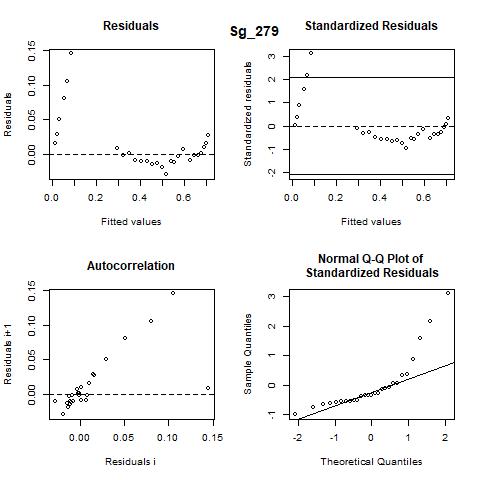 Sg_279
Residuals
Residuals
0.00 0.05 0.10 0.15
0.0 0.2 0.4 0.6
Fitted values
Standardized Residuals
Standardized residuals
-2 -1 0 1 2 3
0.0 0.2 0.4 0.6
Fitted values
Autocorrelation
Residuals i+1
0.00 0.05 0.10 0.15
0.00 0.05 0.10 0.15
Residuals i
Normal Q-Q Plot of
Standardized Residuals
Sample Quantiles
-1 0 1 2 3
-2 -1 0 1 2
Theoretical Quantiles